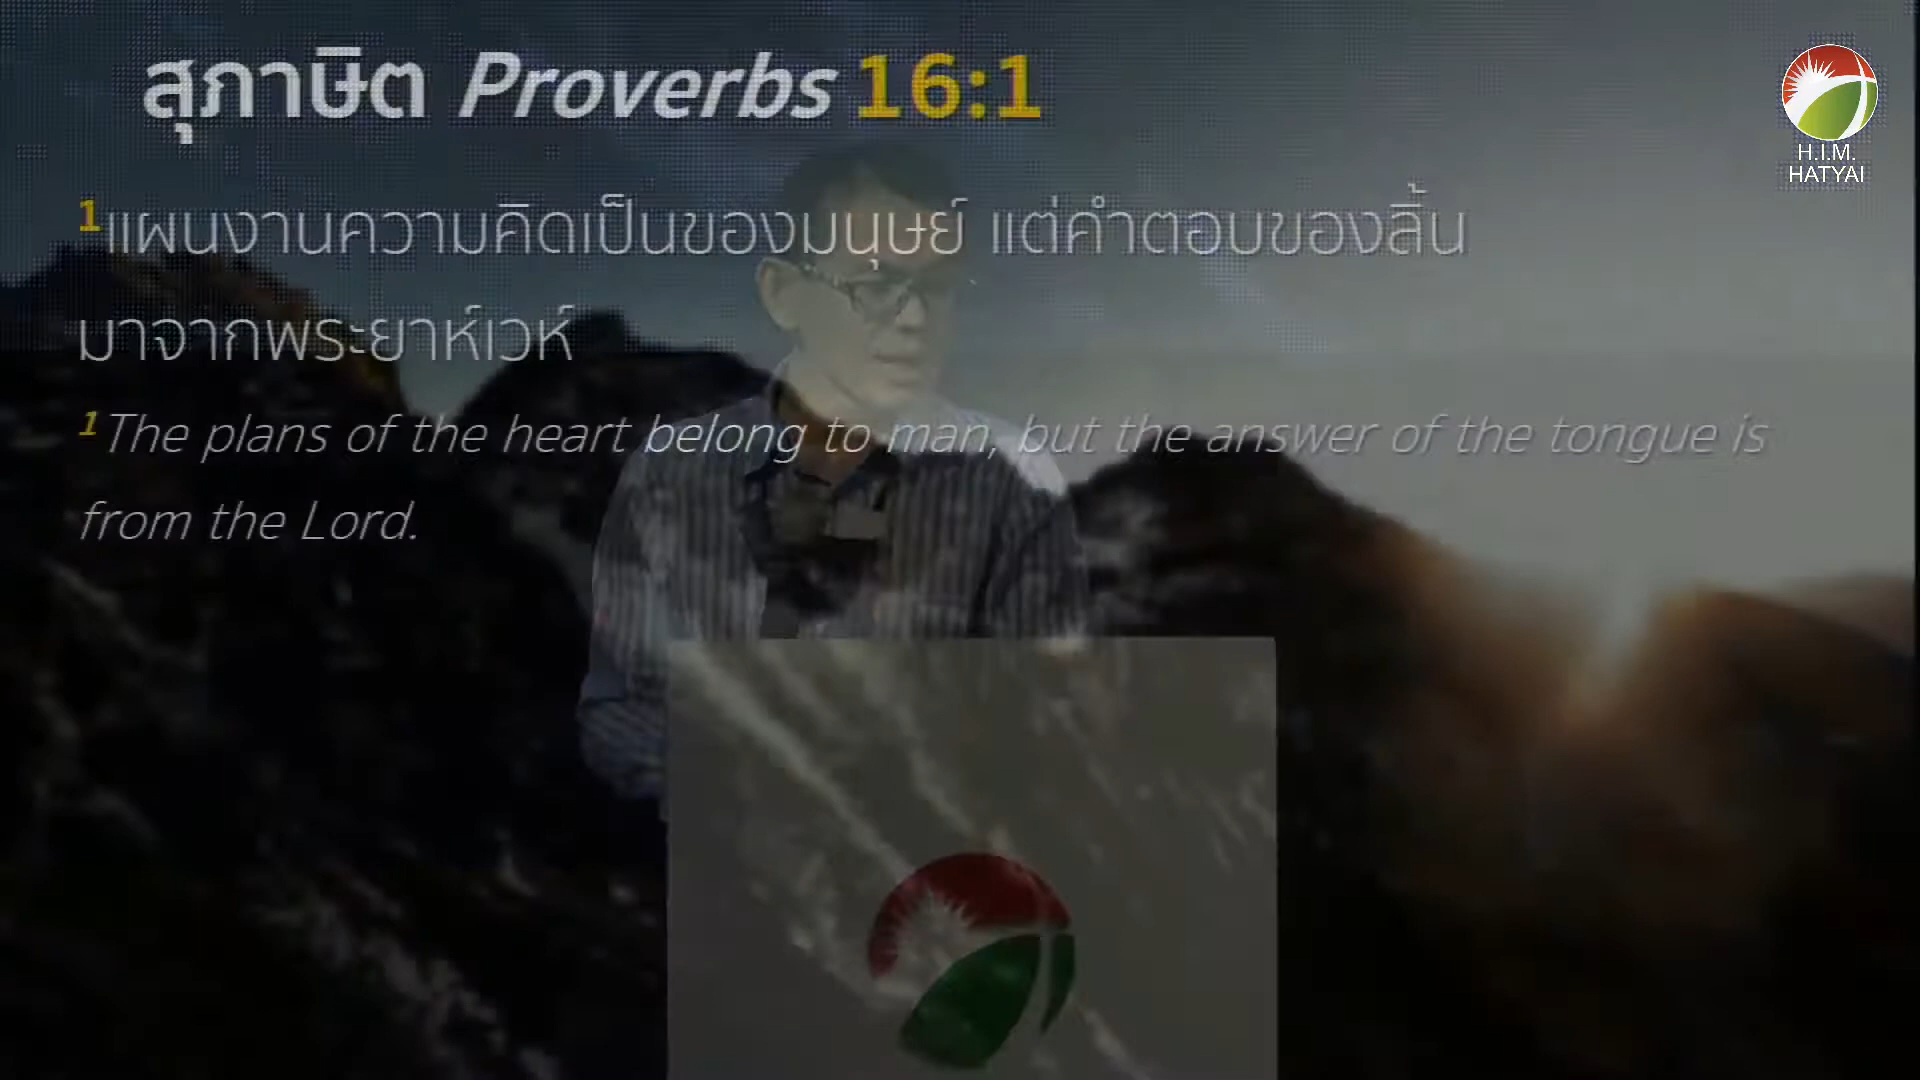 สุภาษิต Proverbs 16:1
H.I.M.
HATYAI
1แผนงานความคิดเป็นของมนุษย์ แต่คำตอบของลิ้น
มาจากพระยาห์เวห์
1The plans of the heart belong to man, but the answer of the tongue is
from the Lord.